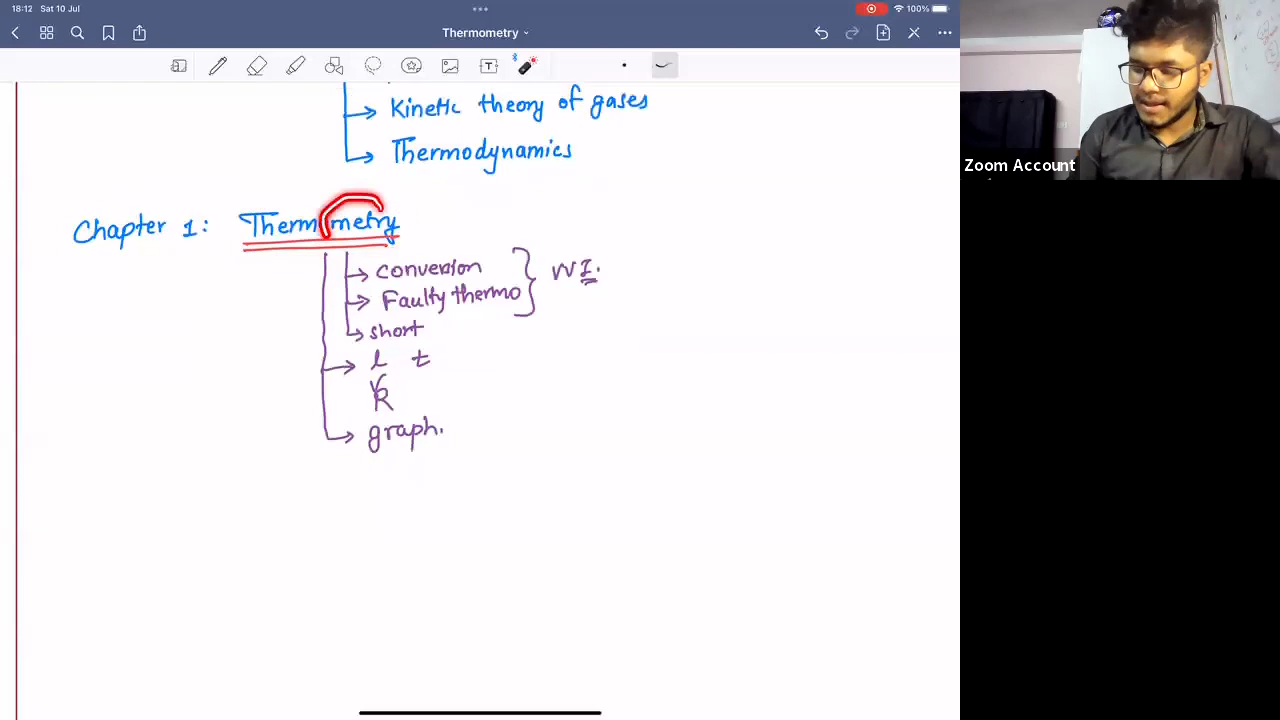 18:12 Sat 10 Jul
100%
Thermometry
Kinetic theory of gases
Thermodynamics
Zoom Account
Chapter 1: Thermometry
conversion
Faulty thermo
short
l t
R
graph.